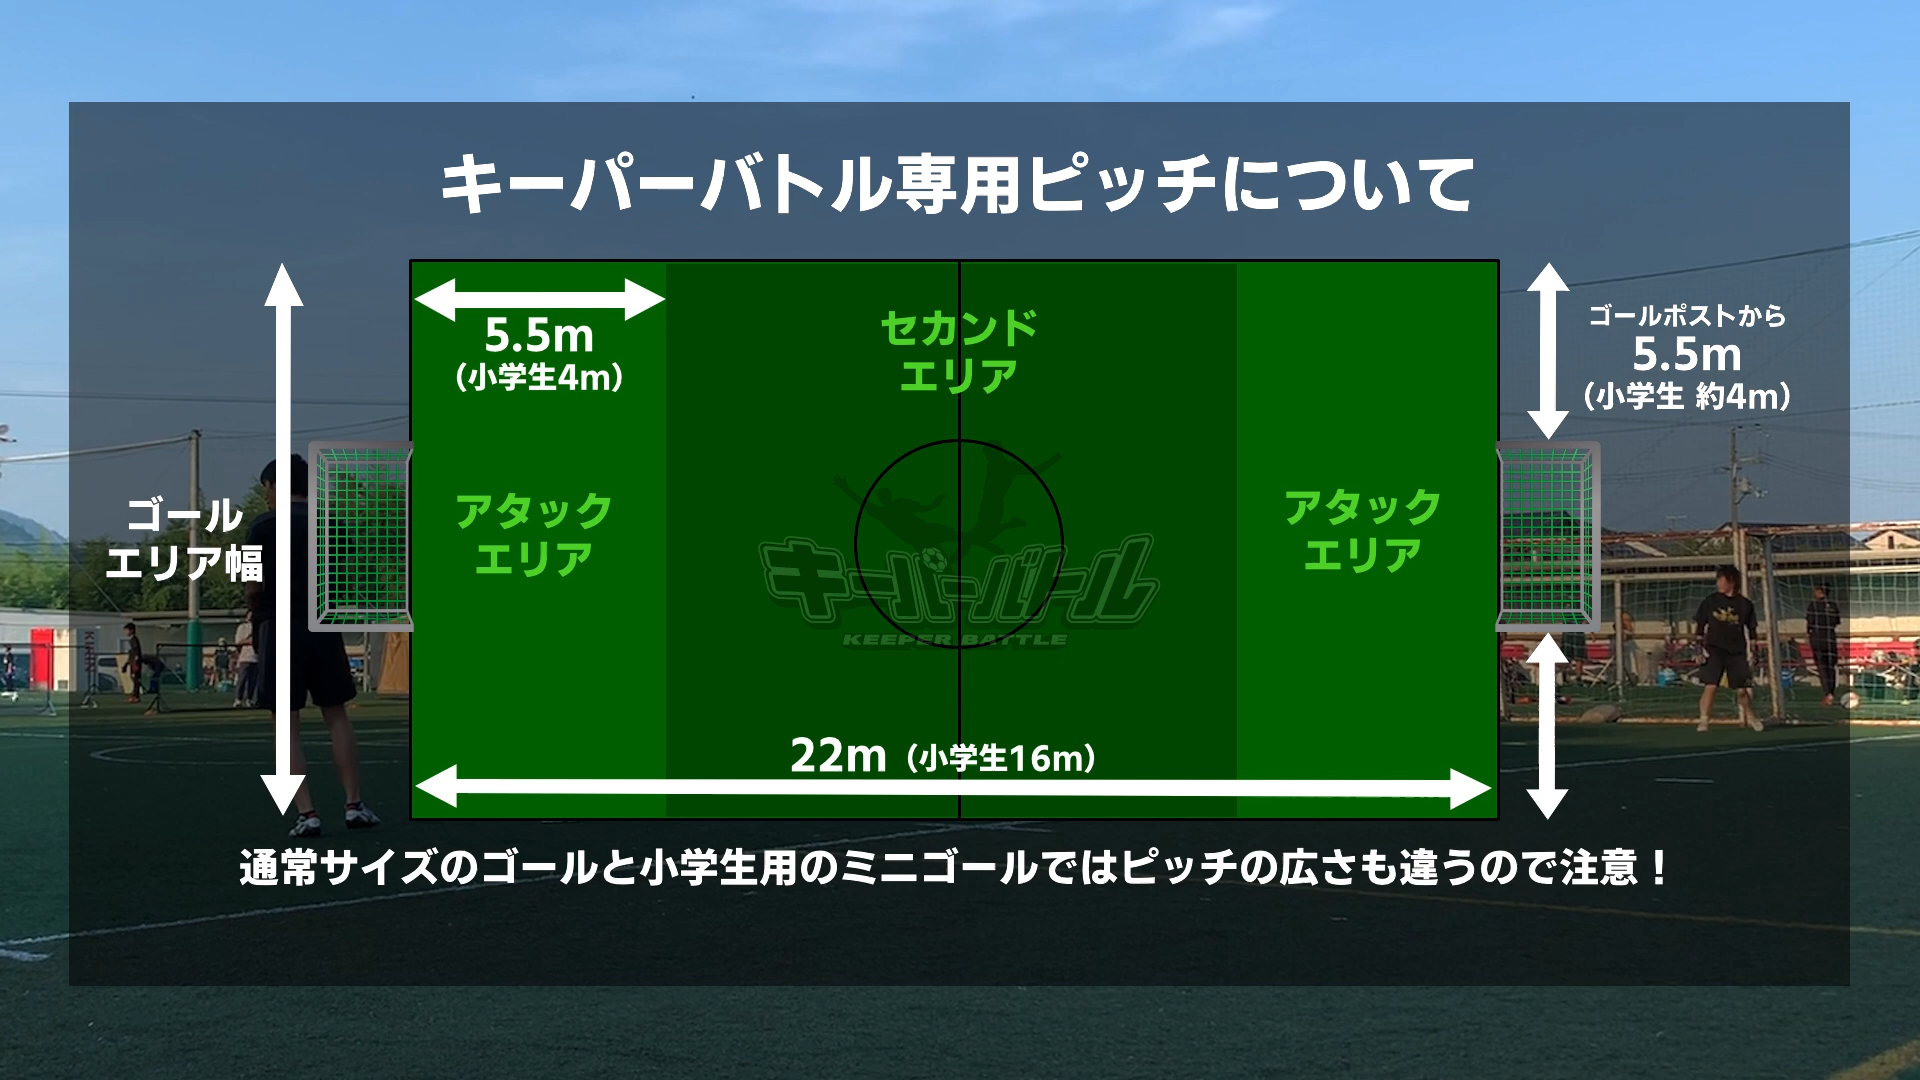 キーパーバトル専用ピッチについて
5.5m
（小学生4m）
セカンド
エリア
ゴールポストから
5.5m
（小学生 約4m）
ゴール
エリア幅
アタック
エリア
アタック
エリア
キーパーバトル
KEEPER BATTLE
22m（小学生16m）
通常サイズのゴールと小学生用のミニゴールではピッチの広さも違うので注意！